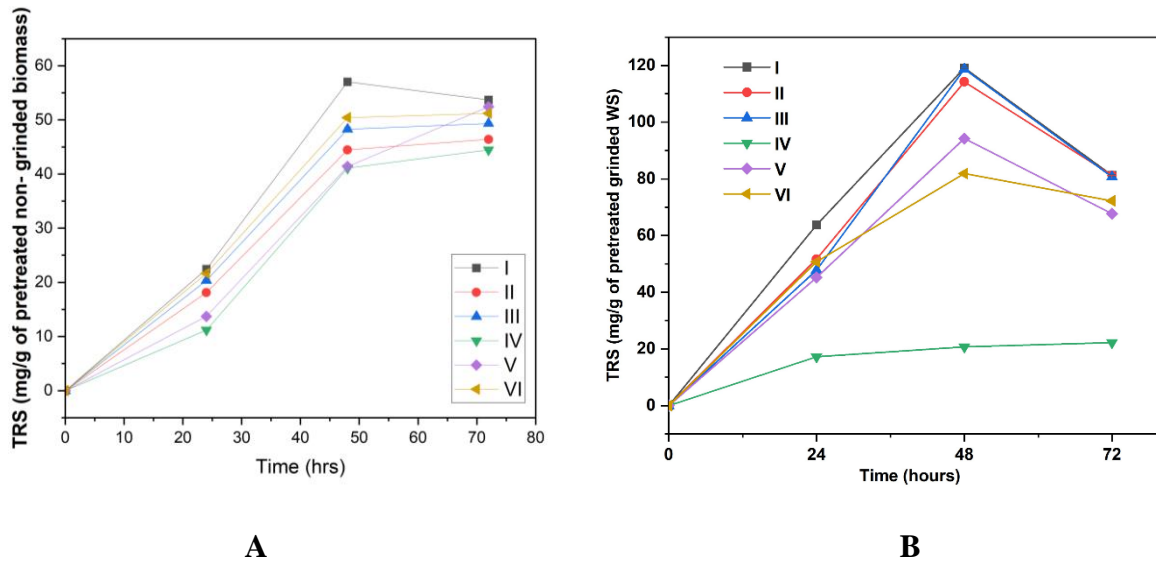 TRS (mg/g of pretreated non- grinded biomass)
60
50
40
30
20
10
0
0 10 20 30 40 50 60 70 80
Time (hrs)
I
II
III
IV
V
VI
A
TRS (mg/g of pretreated grinded WS)
120
100
80
60
40
20
0
0 24 48 72
Time (hours)
I
II
III
IV
V
VI
B